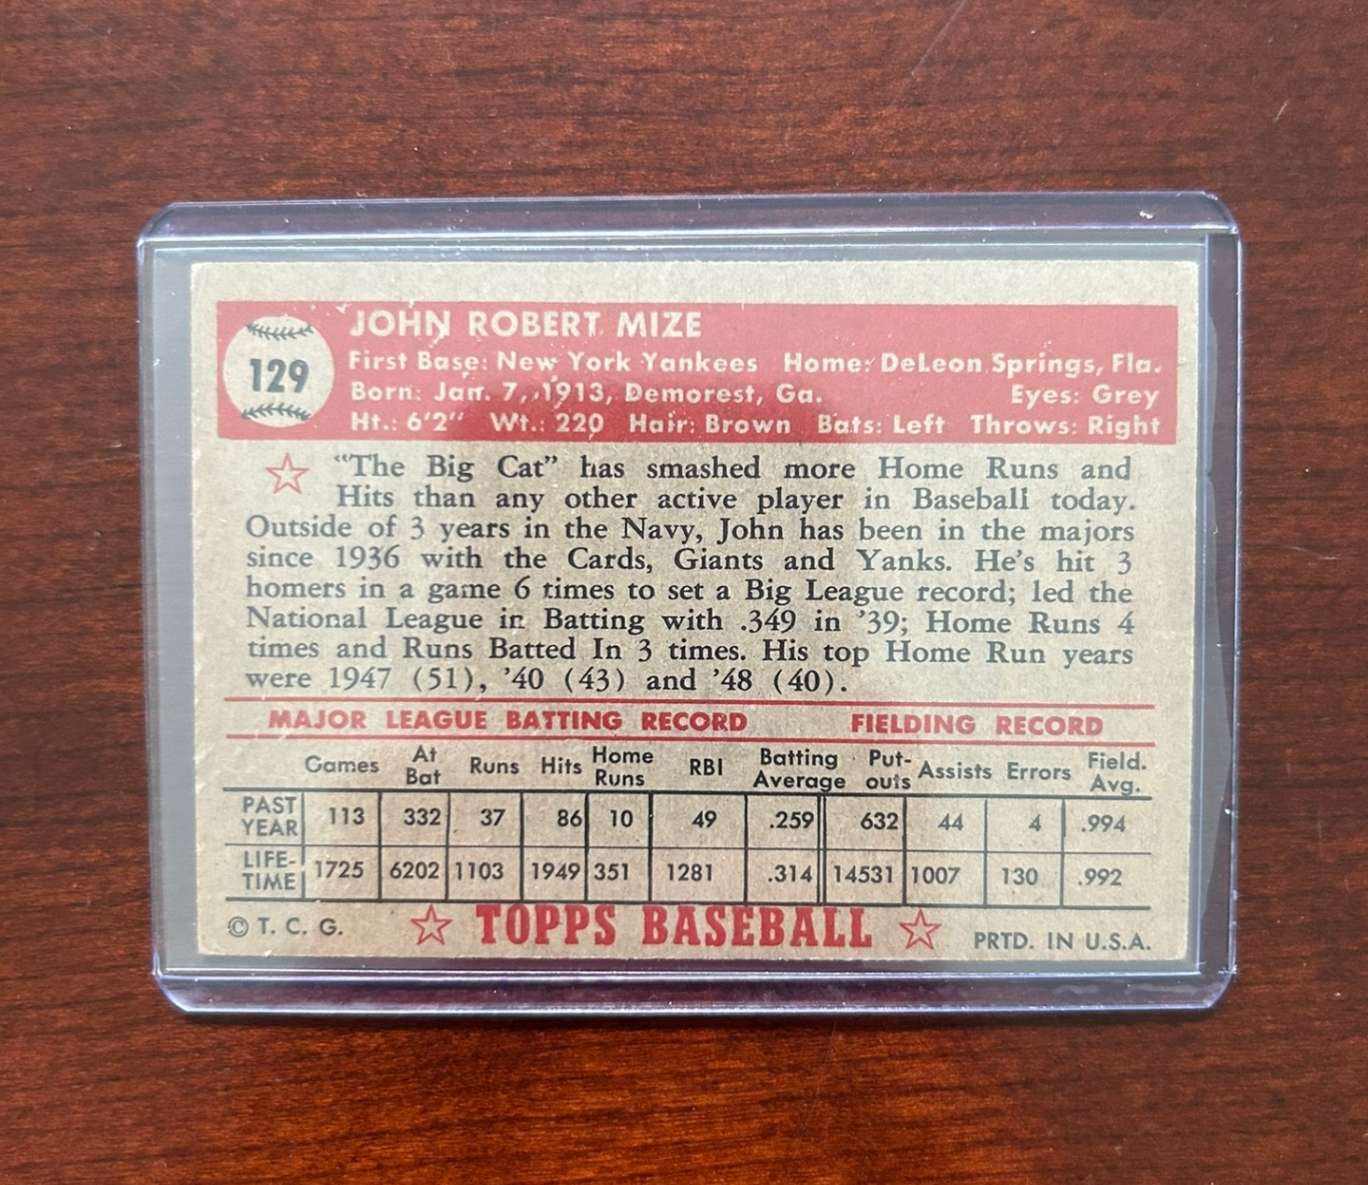 JOHN ROBERT MIZE
129
First Base: New York Yankees Home: DeLeon Springs, Fla.
Born: Jan. 7, 1913, Demorest, Ga. Eyes: Grey
Ht.: 6'2" Wt.: 220 Hair: Brown Bats: Left Throws: Right
"The Big Cat" has smashed more Home Runs and
Hits than any other active player in Baseball today.
Outside of 3 years in the Navy, John has been in the majors
since 1936 with the Cards, Giants and Yanks. He's hit 3
homers in a game 6 times to set a Big League record; led the
National League in Batting with .349 in '39; Home Runs 4
times and Runs Batted In 3 times. His top Home Run years
were 1947 (51), '40 (43) and '48 (40).
MAJOR LEAGUE BATTING RECORD FIELDING RECORD
Games At Bat Runs Hits Home Runs RBI Batting Average Put-outs Assists Errors Field. Avg.
PAST YEAR 113 332 37 86 10 49 .259 632 44 4 .994
LIFE-TIME 1725 6202 1103 1949 351 1281 .314 14531 1007 130 .992
© T. C. G. TOPPS BASEBALL PRTD. IN U.S.A.